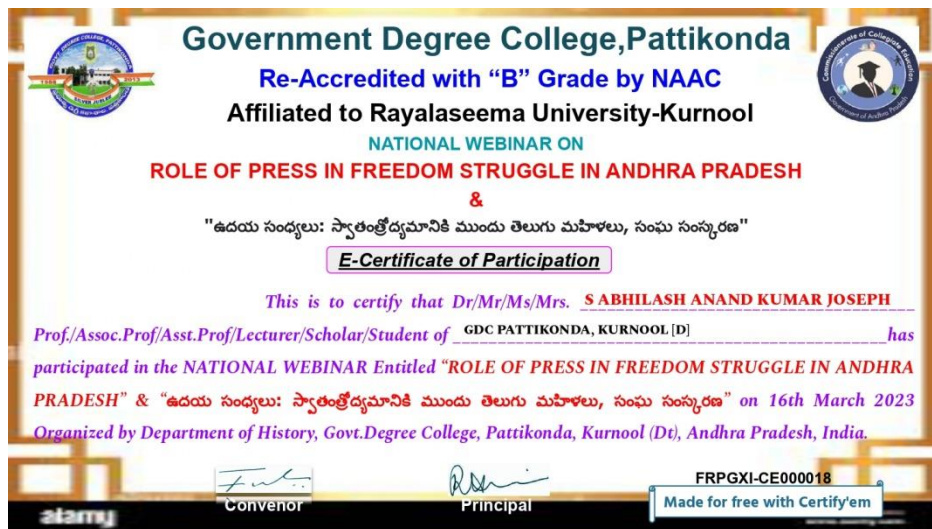 Government Degree College,Pattikonda
Re-Accredited with “B” Grade by NAAC
Affiliated to Rayalaseema University-Kurnool
NATIONAL WEBINAR ON
ROLE OF PRESS IN FREEDOM STRUGGLE IN ANDHRA PRADESH
&
"ఉదయ సంధ్యలు: స్వాతంత్రోద్యమానికి ముందు తెలుగు మహిళలు, సంఘ సంస్కరణ"
E-Certificate of Participation
This is to certify that Dr/Mr/Ms/Mrs. S ABHILASH ANAND KUMAR JOSEPH
Prof./Assoc.Prof/Asst.Prof/Lecturer/Scholar/Student of GDC PATTIKONDA, KURNOOL [D] has
participated in the NATIONAL WEBINAR Entitled “ROLE OF PRESS IN FREEDOM STRUGGLE IN ANDHRA
PRADESH” & “ఉదయ సంధ్యలు: స్వాతంత్రోద్యమానికి ముందు తెలుగు మహిళలు, సంఘ సంస్కరణ” on 16th March 2023
Organized by Department of History, Govt.Degree College, Pattikonda, Kurnool (Dt), Andhra Pradesh, India.
Convenor
Principal
FRPGXI-CE000018
Made for free with Certify'em
alamy